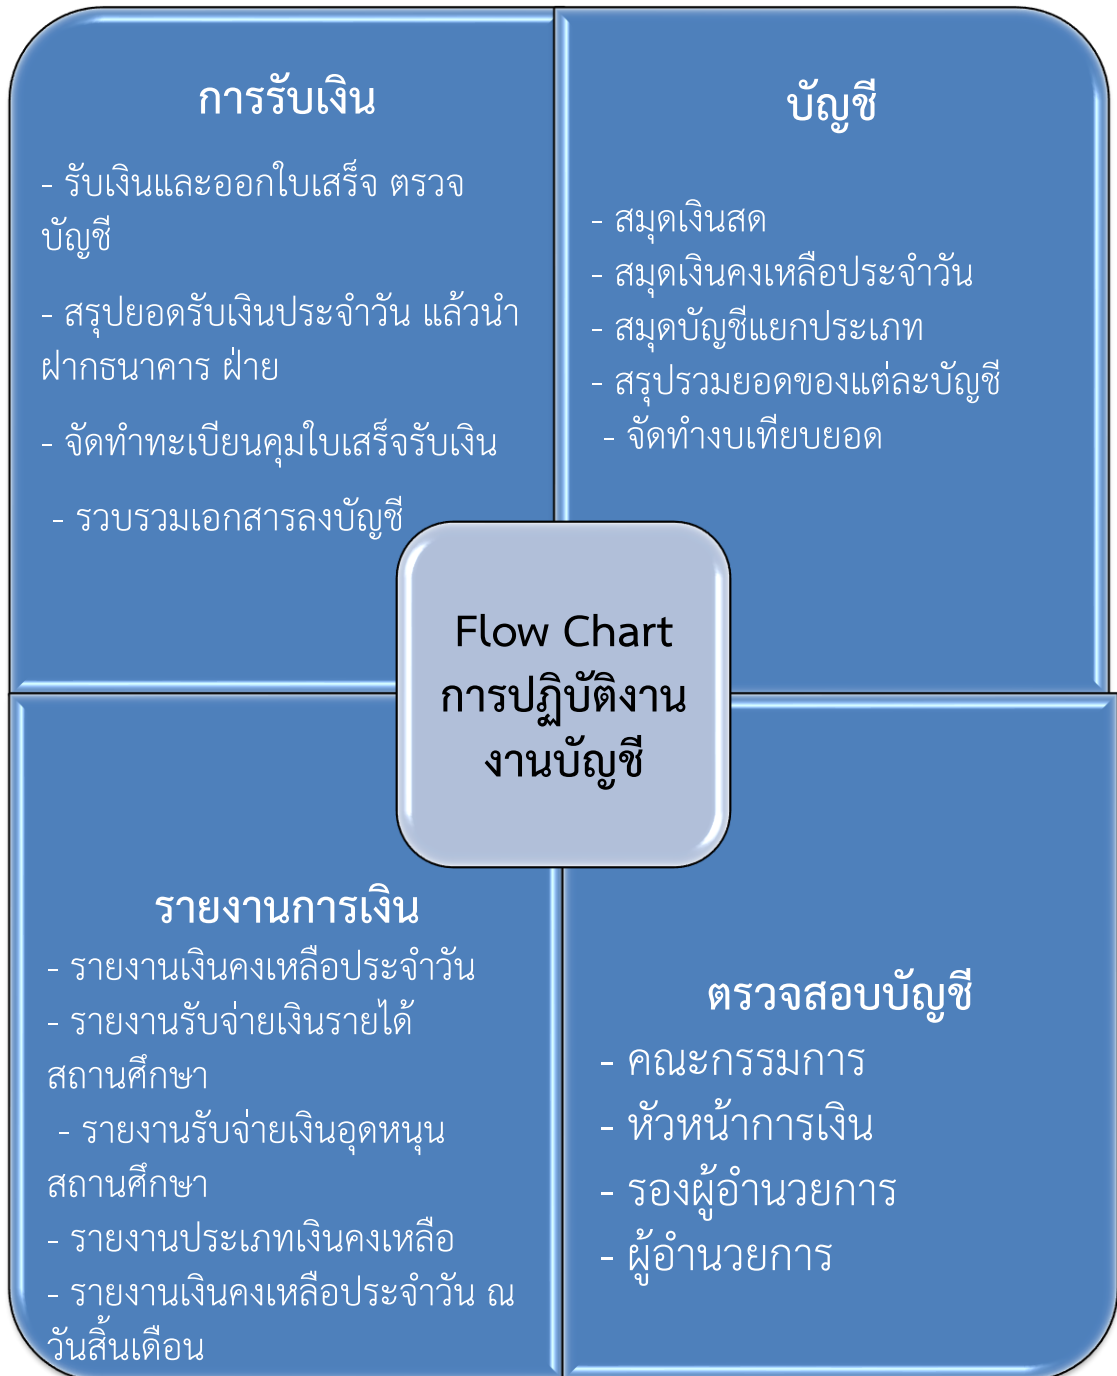 การรับเงิน
- รับเงินและออกใบเสร็จ ตรวจ
บัญชี
- สรุปยอดรับเงินประจำวัน แล้วนำ
ฝากธนาคาร ฝ่าย
- จัดทำทะเบียนคุมใบเสร็จรับเงิน
- รวบรวมเอกสารลงบัญชี
บัญชี
- สมุดเงินสด
- สมุดเงินคงเหลือประจำวัน
- สมุดบัญชีแยกประเภท
- สรุปรวมยอดของแต่ละบัญชี
- จัดทำงบเทียบยอด
Flow Chart
การปฏิบัติงาน
งานบัญชี
รายงานการเงิน
- รายงานเงินคงเหลือประจำวัน
- รายงานรับจ่ายเงินรายได้
สถานศึกษา
- รายงานรับจ่ายเงินอุดหนุน
สถานศึกษา
- รายงานประเภทเงินคงเหลือ
- รายงานเงินคงเหลือประจำวัน ณ
วันสิ้นเดือน
ตรวจสอบบัญชี
- คณะกรรมการ
- หัวหน้าการเงิน
- รองผู้อำนวยการ
- ผู้อำนวยการ